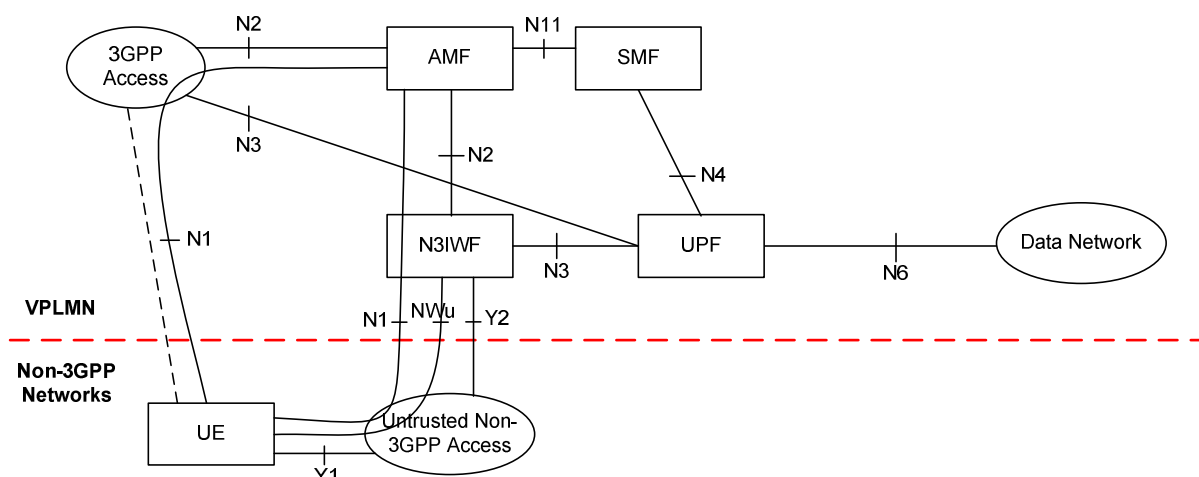 N2
N11
3GPP
Access
AMF
SMF
N3
N2
N4
N1
N3IWF
UPF
Data Network
N3
N6
VPLMN
N1
NWu
Y2
Non-3GPP
Networks
UE
Untrusted Non-
3GPP Access
Y1